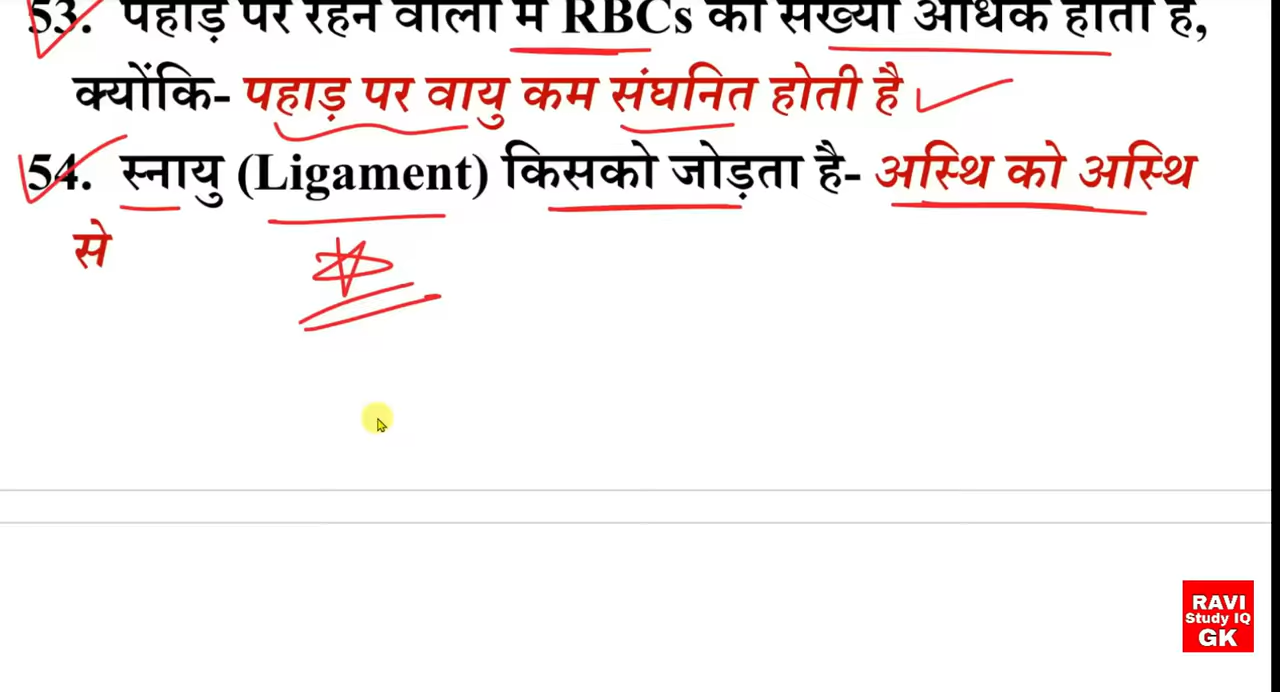 53. पहाड़ पर रहने वालों में RBCs की संख्या अधिक होती है,
क्योंकि- पहाड़ पर वायु कम संघनित होती है
54. स्नायु (Ligament) किसको जोड़ता है- अस्थि को अस्थि
से
RAVI
Study IQ
GK